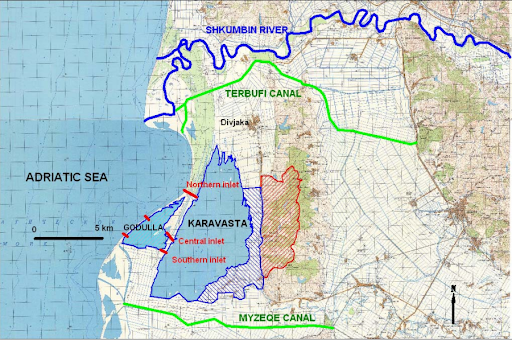 SHKUMBIN RIVER
TERBUFI CANAL
Divjaka
ADRIATIC SEA
Northern inlet
KARAVASTA
GODULLA
5 km
0
Central inlet
Southern inlet
N
MYZEQE CANAL